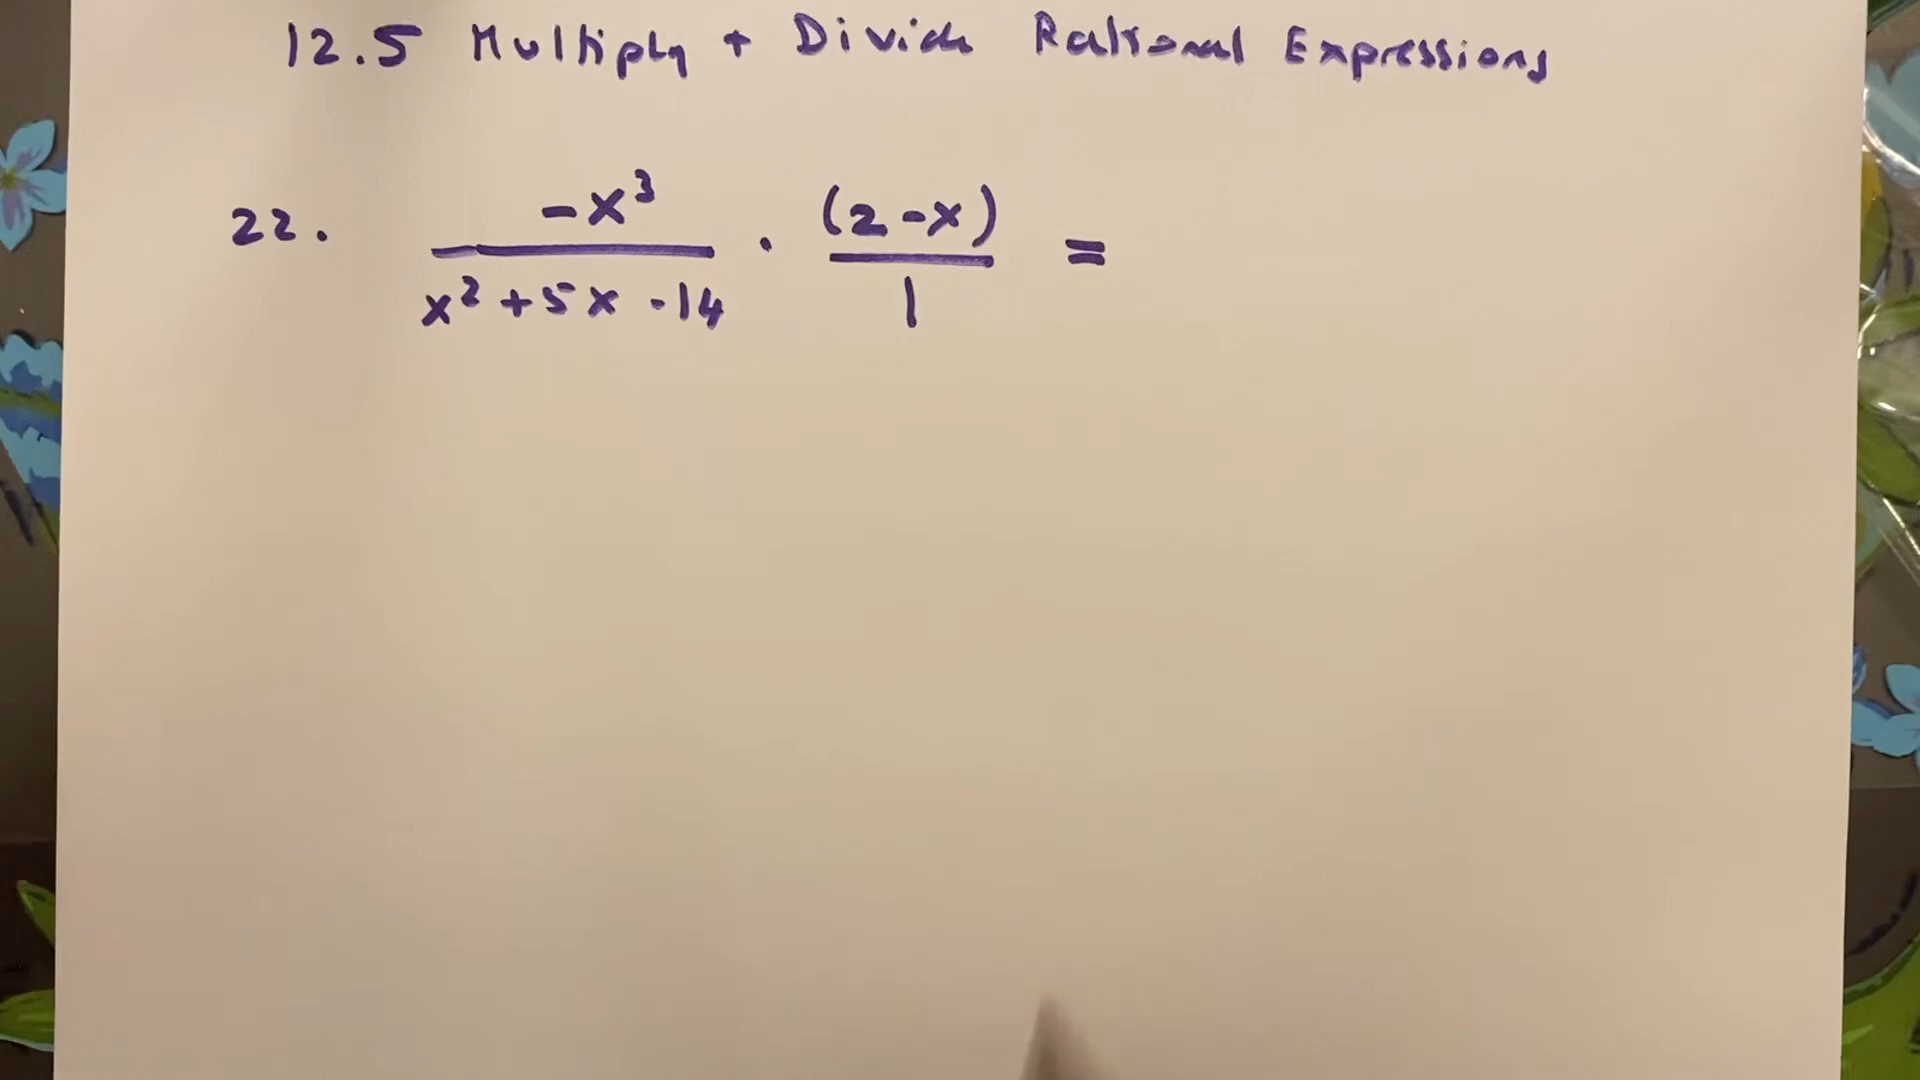 12.5 Multiply + Divide Rational Expressions
22. -x³ / x² + 5x - 14 · (2 - x) / 1 =